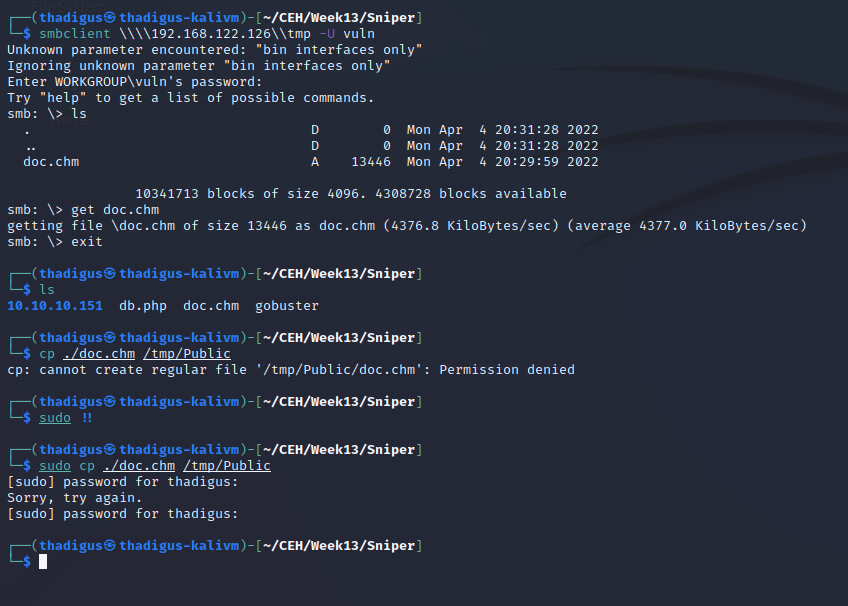 ┌──(thadigus㉿thadigus-kalivm)-[~/CEH/Week13/Sniper]
└─$ smbclient \\\\192.168.122.126\\tmp -U vuln
Unknown parameter encountered: "bin interfaces only"
Ignoring unknown parameter "bin interfaces only"
Enter WORKGROUP\vuln's password:
Try "help" to get a list of possible commands.
smb: \> ls
  .                                   D        0  Mon Apr  4 20:31:28 2022
  ..                                  D        0  Mon Apr  4 20:31:28 2022
  doc.chm                             A    13446  Mon Apr  4 20:29:59 2022
                10341713 blocks of size 4096. 4308728 blocks available
smb: \> get doc.chm
getting file \doc.chm of size 13446 as doc.chm (4376.8 KiloBytes/sec) (average 4377.0 KiloBytes/sec)
smb: \> exit
┌──(thadigus㉿thadigus-kalivm)-[~/CEH/Week13/Sniper]
└─$ ls
10.10.10.151  db.php  doc.chm  gobuster
┌──(thadigus㉿thadigus-kalivm)-[~/CEH/Week13/Sniper]
└─$ cp ./doc.chm /tmp/Public
cp: cannot create regular file '/tmp/Public/doc.chm': Permission denied
┌──(thadigus㉿thadigus-kalivm)-[~/CEH/Week13/Sniper]
└─$ sudo !!
┌──(thadigus㉿thadigus-kalivm)-[~/CEH/Week13/Sniper]
└─$ sudo cp ./doc.chm /tmp/Public
[sudo] password for thadigus:
Sorry, try again.
[sudo] password for thadigus:
┌──(thadigus㉿thadigus-kalivm)-[~/CEH/Week13/Sniper]
└─$